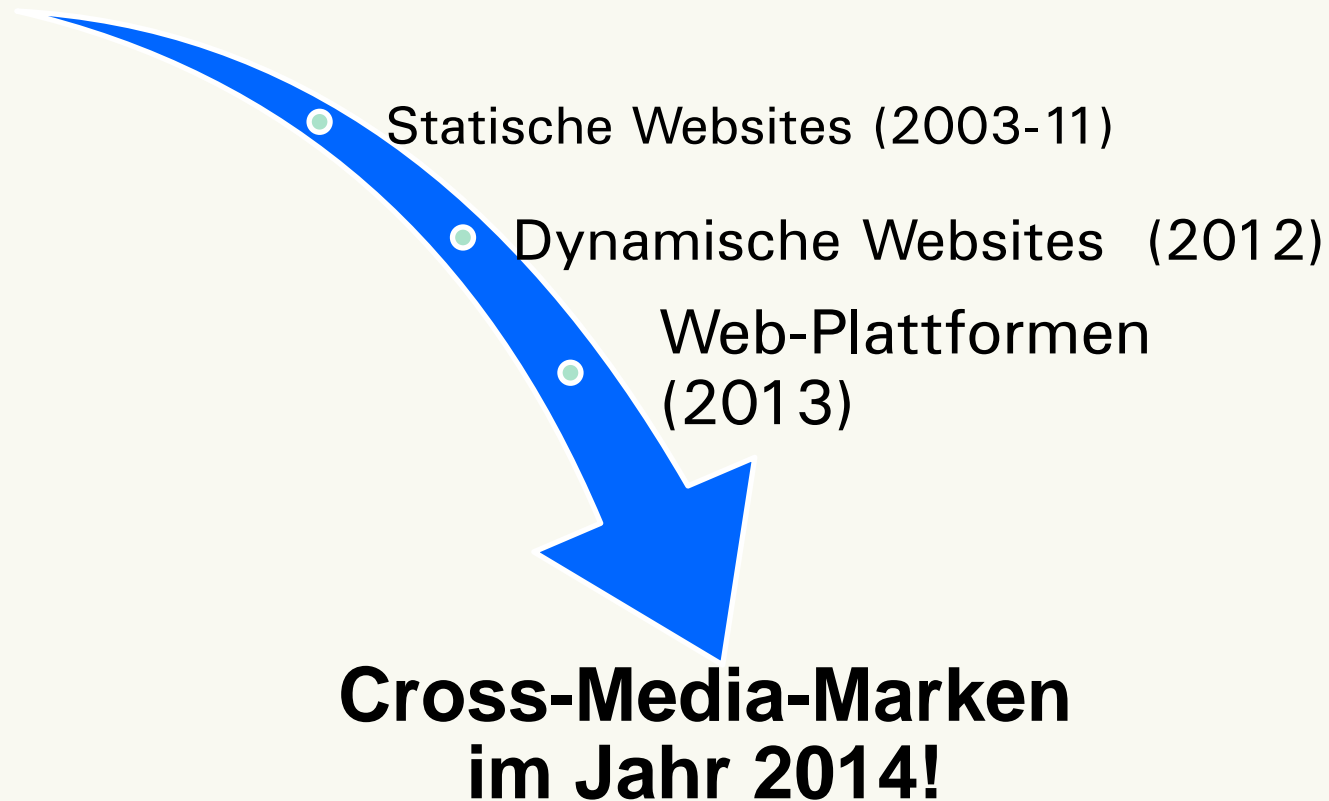 Statische Websites (2003-11)
Dynamische Websites (2012)
Web-Plattformen
(2013)
Cross-Media-Marken
im Jahr 2014!